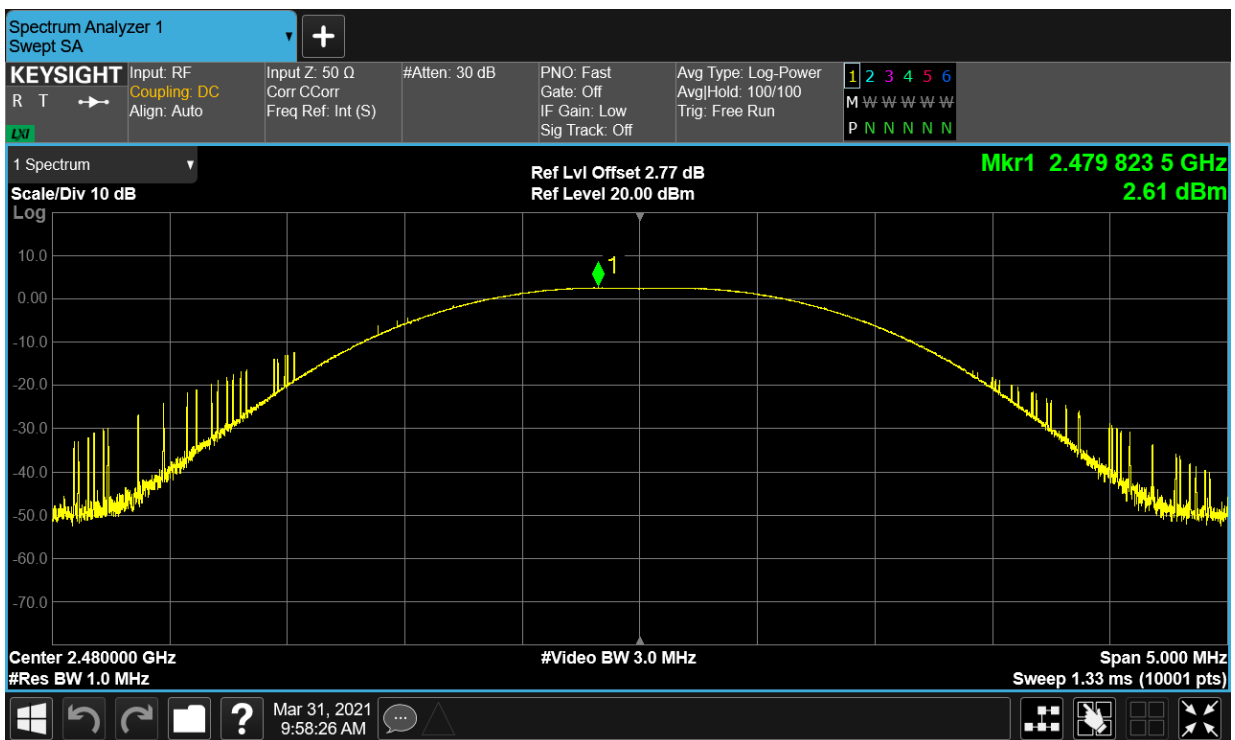 Spectrum Analyzer 1
Swept SA
KEYSIGHT
R T
LXI
Input: RF
Coupling: DC
Align: Auto
Input Z: 50 Ω
Corr CCorr
Freq Ref: Int (S)
#Atten: 30 dB
PNO: Fast
Gate: Off
IF Gain: Low
Sig Track: Off
Avg Type: Log-Power
Avg|Hold: 100/100
Trig: Free Run
1 2 3 4 5 6
M W W W W W
P N N N N N
1 Spectrum
Scale/Div 10 dB
Ref Lvl Offset 2.77 dB
Ref Level 20.00 dBm
Mkr1 2.479 823 5 GHz
2.61 dBm
Log
1
10.0
0.00
-10.0
-20.0
-30.0
-40.0
-50.0
-60.0
-70.0
Center 2.480000 GHz
#Res BW 1.0 MHz
#Video BW 3.0 MHz
Span 5.000 MHz
Sweep 1.33 ms (10001 pts)
?
Mar 31, 2021
9:58:26 AM